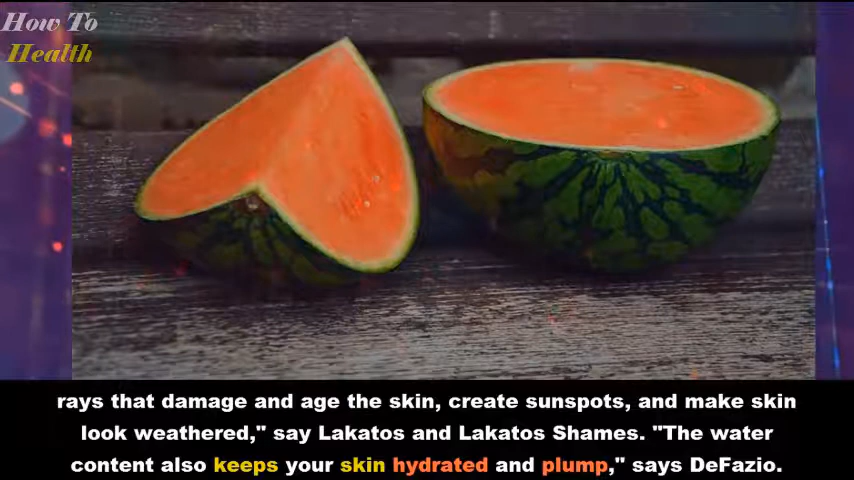 How To
Health
rays that damage and age the skin, create sunspots, and make skin
look weathered," say Lakatos and Lakatos Shames. "The water
content also keeps your skin hydrated and plump," says DeFazio.